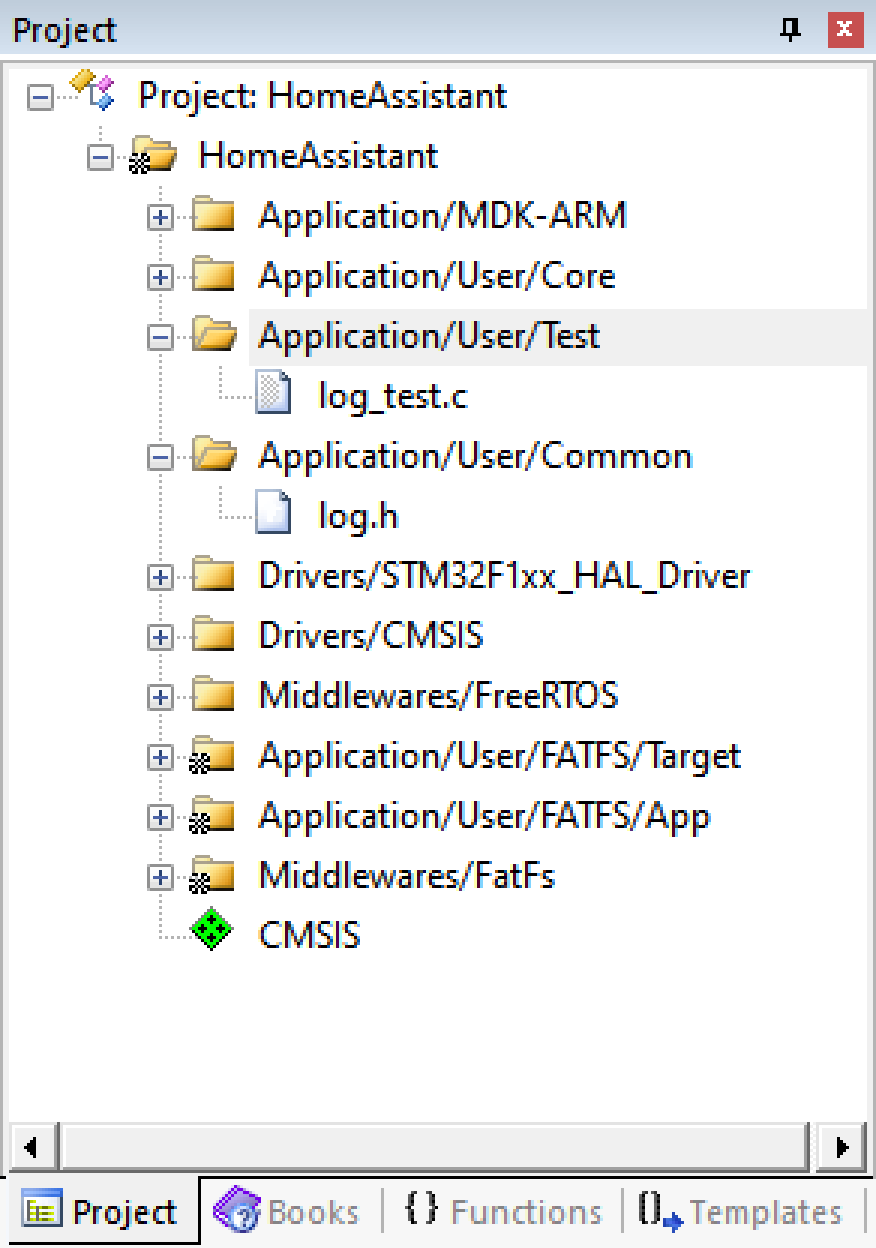 Project
Project: HomeAssistant
HomeAssistant
Application/MDK-ARM
Application/User/Core
Application/User/Test
log_test.c
Application/User/Common
log.h
Drivers/STM32F1xx_HAL_Driver
Drivers/CMSIS
Middlewares/FreeRTOS
Application/User/FATFS/Target
Application/User/FATFS/App
Middlewares/FatFs
CMSIS
Project Books {} Functions Templates